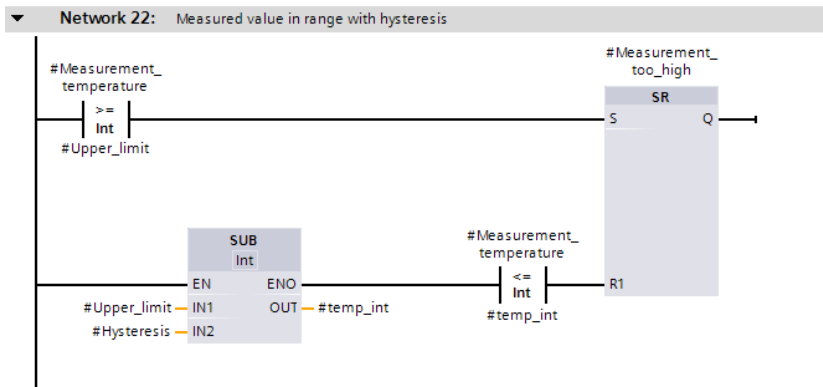 Network 22: Measured value in range with hysteresis
#Measurement_
too_high
#Measurement_
temperature
SR
>=
Int
S Q
#Upper_limit
SUB
Int
#Measurement_
temperature
EN ENO
<=
Int
R1
#Upper_limit IN1 OUT #temp_int
#temp_int
#Hysteresis IN2